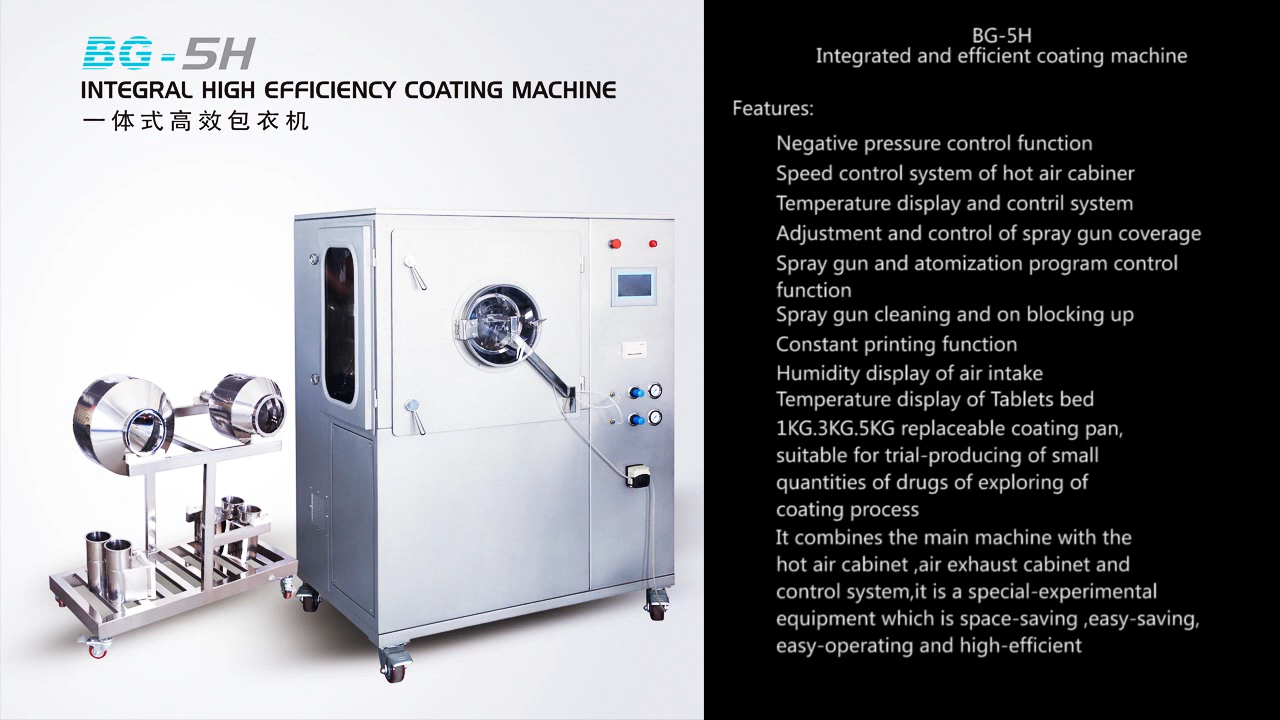 BG-5H
INTEGRAL HIGH EFFICIENCY COATING MACHINE
一体式高效包衣机
BG-5H
Integrated and efficient coating machine
Features:
Negative pressure control function
Speed control system of hot air cabiner
Temperature display and contril system
Adjustment and control of spray gun coverage
Spray gun and atomization program control
function
Spray gun cleaning and on blocking up
Constant printing function
Humidity display of air intake
Temperature display of Tablets bed
1KG.3KG.5KG replaceable coating pan,
suitable for trial-producing of small
quantities of drugs of exploring of
coating process
It combines the main machine with the
hot air cabinet ,air exhaust cabinet and
control system,it is a special-experimental
equipment which is space-saving ,easy-saving,
easy-operating and high-efficient